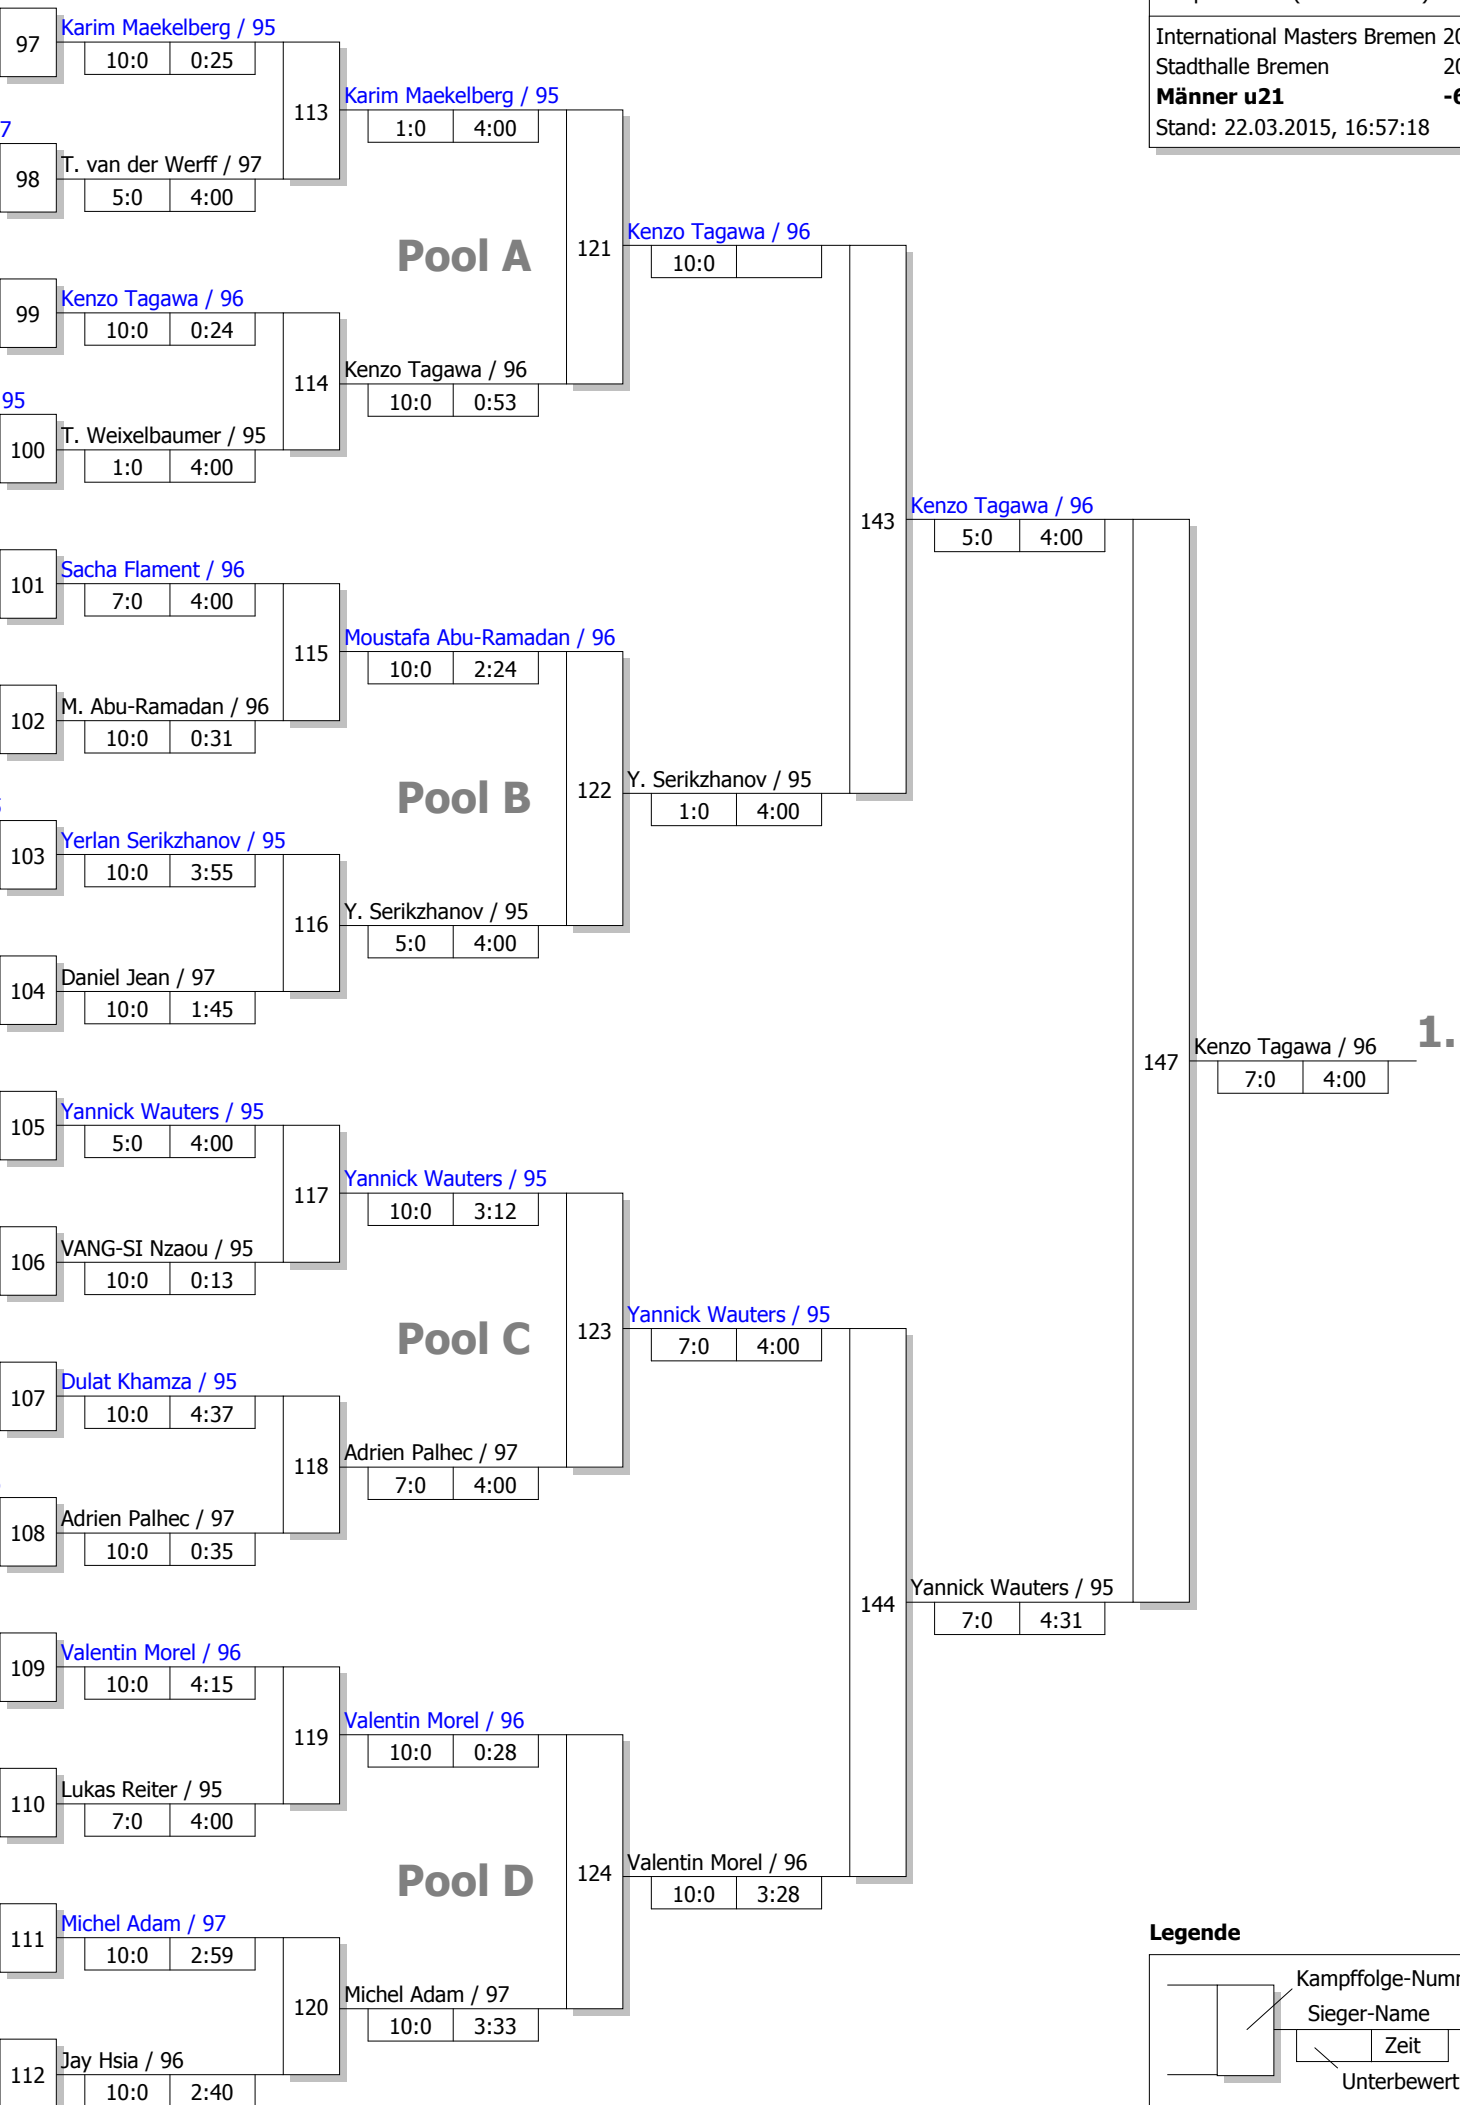 International Masters Bremen
Stadthalle Bremen
Männer u21
Stand: 22.03.2015, 16:57:18
97
Karim Maekelberg / 95
10:0 0:25
113
Karim Maekelberg / 95
1:0 4:00
7
98
T. van der Werff / 97
5:0 4:00
Pool A
121
Kenzo Tagawa / 96
10:0
99
Kenzo Tagawa / 96
10:0 0:24
114
Kenzo Tagawa / 96
10:0 0:53
95
100
T. Weixelbaumer / 95
1:0 4:00
143
Kenzo Tagawa / 96
5:0 4:00
101
Sacha Flament / 96
7:0 4:00
115
Moustafa Abu-Ramadan / 96
10:0 2:24
102
M. Abu-Ramadan / 96
10:0 0:31
Pool B
122
Y. Serikzhanov / 95
1:0 4:00
103
Yerlan Serikzhanov / 95
10:0 3:55
116
Y. Serikzhanov / 95
5:0 4:00
104
Daniel Jean / 97
10:0 1:45
147
Kenzo Tagawa / 96
1.
7:0 4:00
105
Yannick Wauters / 95
5:0 4:00
117
Yannick Wauters / 95
10:0 3:12
106
VANG-SI Nzaou / 95
10:0 0:13
Pool C
123
Yannick Wauters / 95
7:0 4:00
107
Dulat Khamza / 95
10:0 4:37
118
Adrien Palhec / 97
7:0 4:00
108
Adrien Palhec / 97
10:0 0:35
144
Yannick Wauters / 95
7:0 4:31
109
Valentin Morel / 96
10:0 4:15
119
Valentin Morel / 96
10:0 0:28
110
Lukas Reiter / 95
7:0 4:00
Pool D
124
Valentin Morel / 96
10:0 3:28
111
Michel Adam / 97
10:0 2:59
120
Michel Adam / 97
10:0 3:33
112
Jay Hsia / 96
10:0 2:40
Legende
Sieger-Name
Zeit